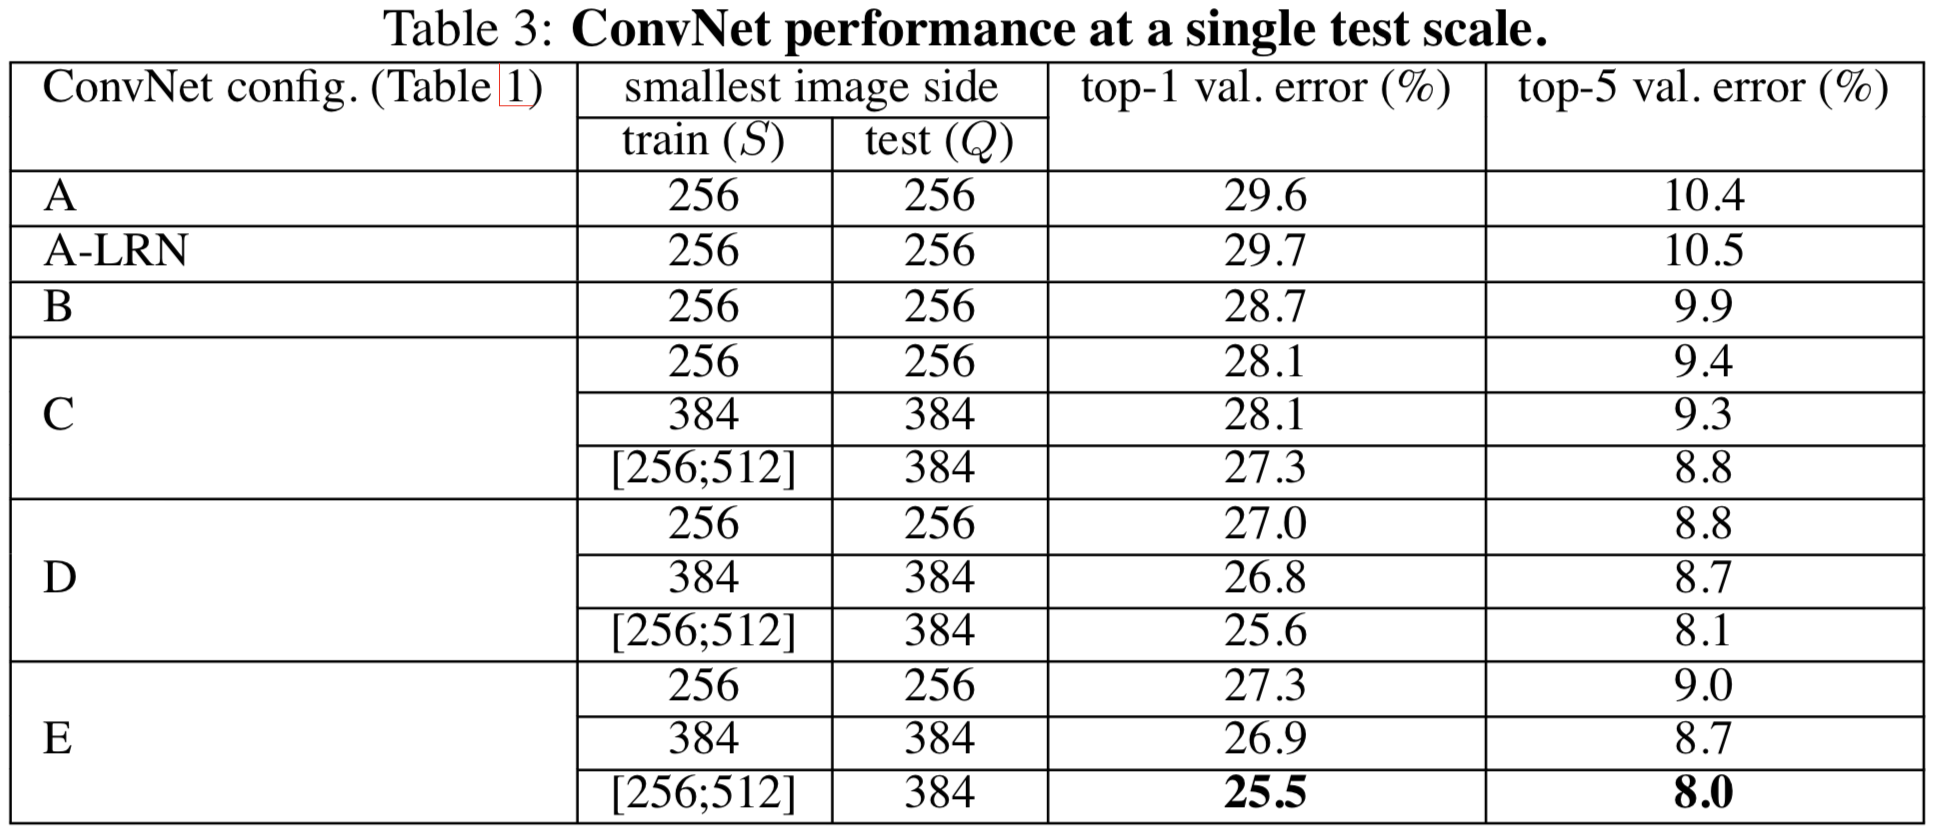 Table 3: ConvNet performance at a single test scale.
ConvNet config. (Table 1) smallest image side top-1 val. error (%) top-5 val. error (%)
train (S) test (Q)
A 256 256 29.6 10.4
A-LRN 256 256 29.7 10.5
B 256 256 28.7 9.9
C 256 256 28.1 9.4
384 384 28.1 9.3
[256;512] 384 27.3 8.8
D 256 256 27.0 8.8
384 384 26.8 8.7
[256;512] 384 25.6 8.1
E 256 256 27.3 9.0
384 384 26.9 8.7
[256;512] 384 25.5 8.0